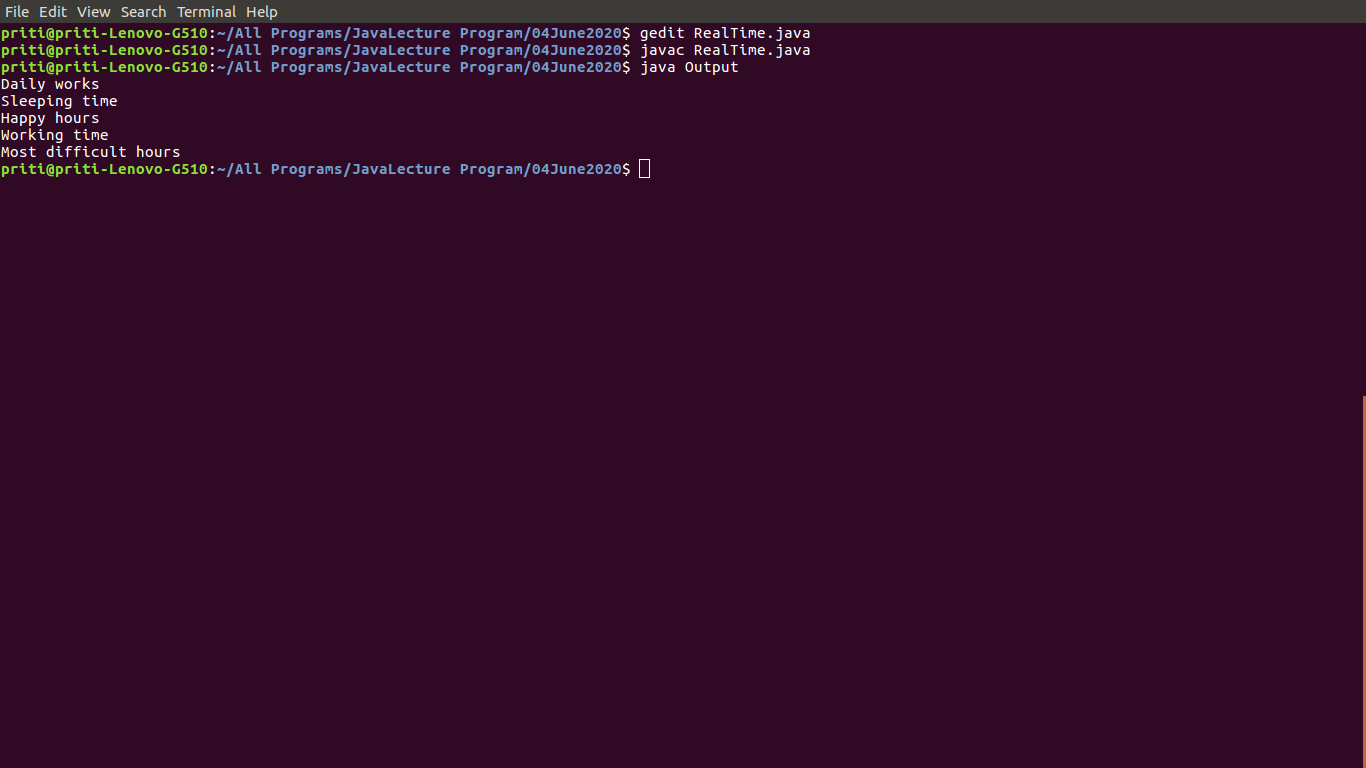 File Edit View Search Terminal Help
priti@priti-Lenovo-G510:~/All Programs/JavaLecture Program/04June2020$ gedit RealTime.java
priti@priti-Lenovo-G510:~/All Programs/JavaLecture Program/04June2020$ javac RealTime.java
priti@priti-Lenovo-G510:~/All Programs/JavaLecture Program/04June2020$ java Output
Daily works
Sleeping time
Happy hours
Working time
Most difficult hours
priti@priti-Lenovo-G510:~/All Programs/JavaLecture Program/04June2020$